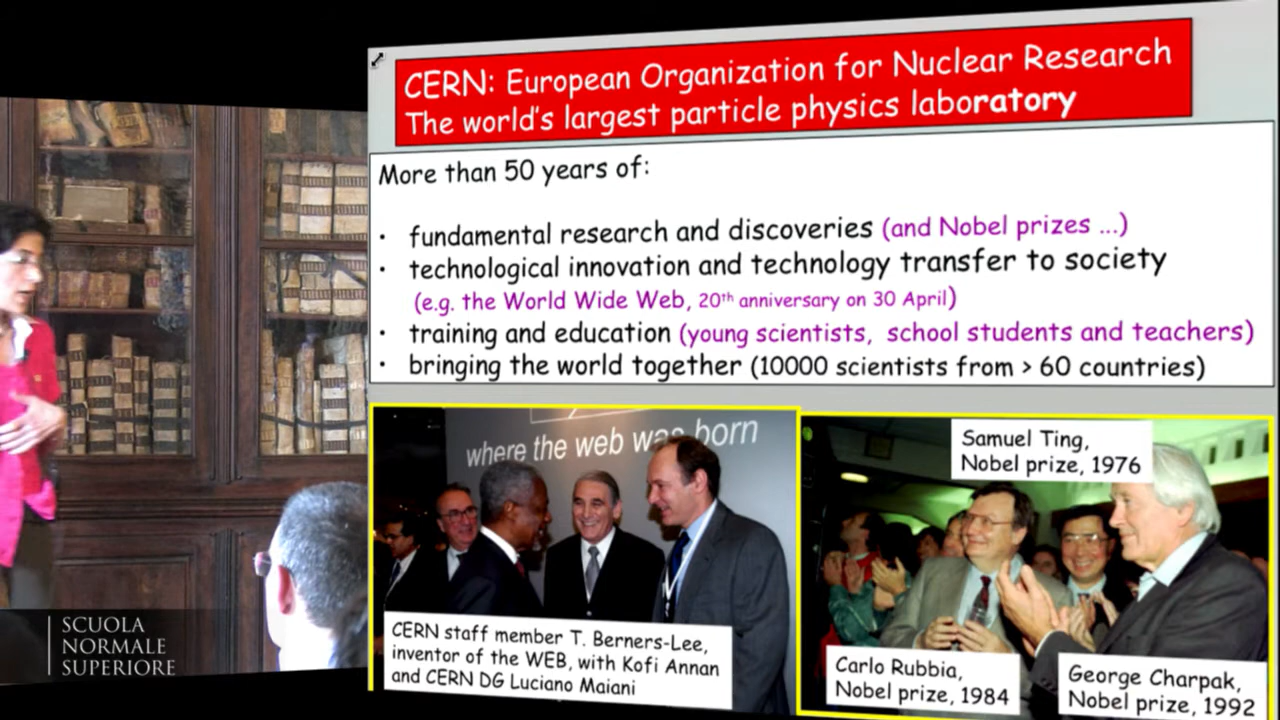 CERN: European Organization for Nuclear Research
The world's largest particle physics laboratory
More than 50 years of:
• fundamental research and discoveries (and Nobel prizes ...)
• technological innovation and technology transfer to society
(e.g. the World Wide Web, 20th anniversary on 30 April)
• training and education (young scientists, school students and teachers)
• bringing the world together (10000 scientists from > 60 countries)
where the web was born
CERN staff member T. Berners-Lee,
inventor of the WEB, with Kofi Annan
and CERN DG Luciano Maiani
Samuel Ting,
Nobel prize, 1976
Carlo Rubbia,
Nobel prize, 1984
George Charpak,
Nobel prize, 1992
SCUOLA
NORMALE
SUPERIORE